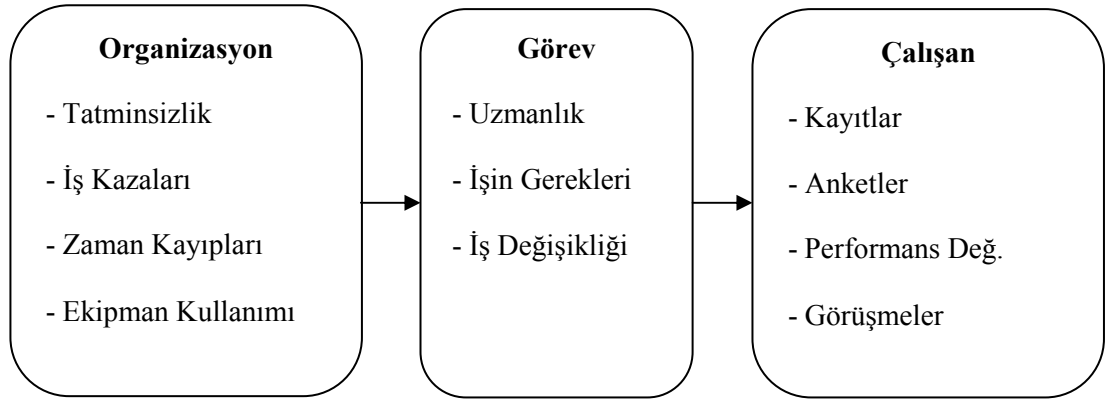 Organizasyon
- Tatminsizlik
- İş Kazaları
- Zaman Kayıpları
- Ekipman Kullanımı
Görev
- Uzmanlık
- İşin Gerekleri
- İş Değişikliği
Çalışan
- Kayıtlar
- Anketler
- Performans Değ.
- Görüşmeler